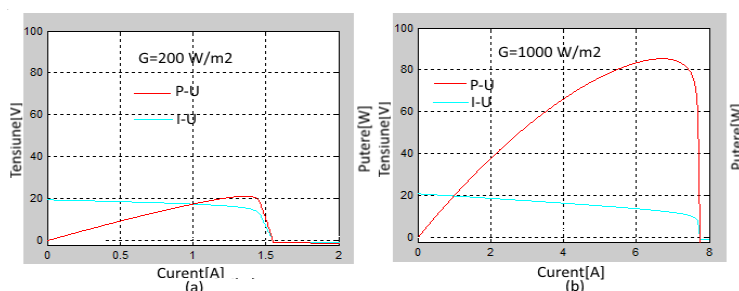 100
80
60
40
20
0
Tensiune[V]
G=200 W/m2
P-U
I-U
0 0.5 1 1.5 2
Curent[A]
(a)
Putere[W]
100
80
60
40
20
0
Tensiune[V]
G=1000 W/m2
P-U
I-U
0 2 4 6 8
Curent[A]
(b)
Putere[W]